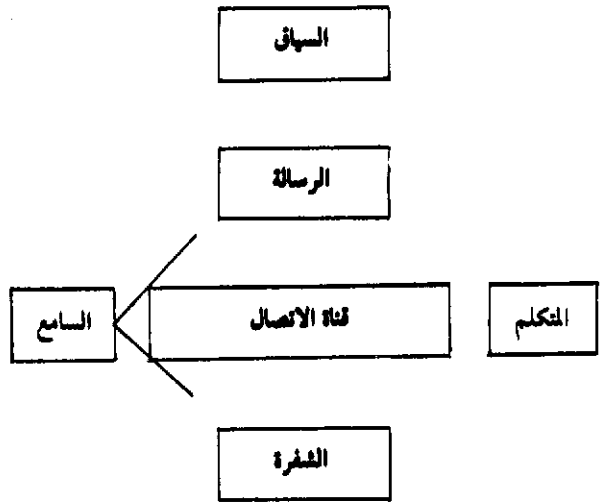 السياق
الرسالة
المتكلم
قناة الاتصال
السامع
الشفرة